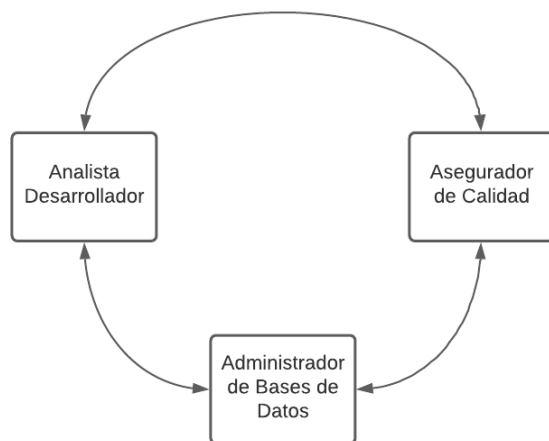 Analista
Desarrollador
Asegurador
de Calidad
Administrador
de Bases de
Datos